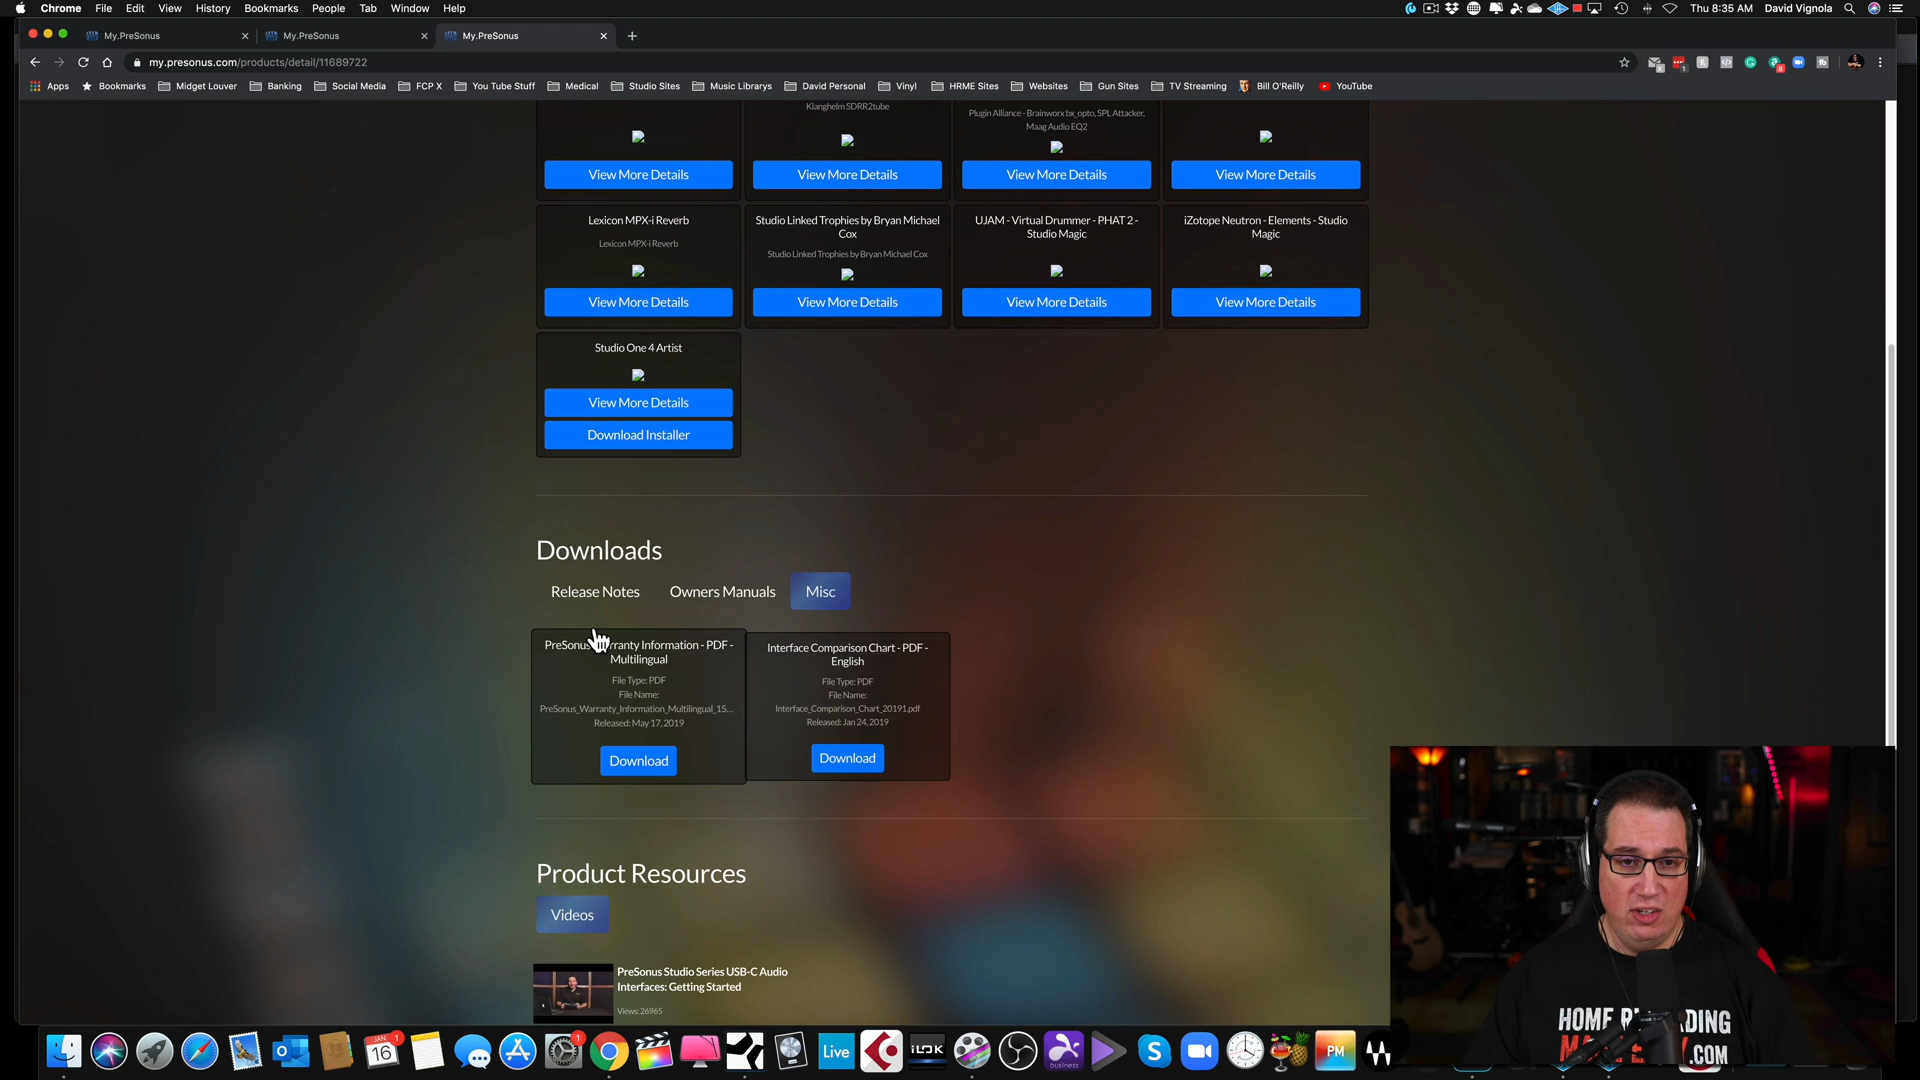 Chrome File Edit View History Bookmarks People Tab Window Help
Thu 8:35 AM David Vignola
My.PreSonus My.PreSonus My.PreSonus
my.presonus.com/products/detail/11689722
Apps Bookmarks Midget Louver Banking Social Media FCP X You Tube Stuff Medical Studio Sites Music Librarys David Personal Vinyl HRME Sites Websites Gun Sites TV Streaming Bill O'Reilly YouTube
Klanghelm SDRR2tube
Plugin Alliance - Brainworx bx_opto, SPL Attacker,
Maag Audio EQ2
View More Details View More Details View More Details View More Details
Lexicon MPX-i Reverb
Lexicon MPX-i Reverb
View More Details
Studio Linked Trophies by Bryan Michael
Cox
Studio Linked Trophies by Bryan Michael Cox
View More Details
UJAM - Virtual Drummer - PHAT 2 -
Studio Magic
View More Details
iZotope Neutron - Elements - Studio
Magic
View More Details
Studio One 4 Artist
View More Details
Download Installer
Downloads
Release Notes Owners Manuals Misc
PreSonus Information - PDF -
Multilingual
File Type: PDF
File Name:
PreSonus_Warranty_Information_Multilingual_15...
Released: May 17, 2019
Download
Interface Comparison Chart - PDF -
English
File Type: PDF
File Name:
Interface_Comparison_Chart_20191.pdf
Released: Jan 24, 2019
Download
Product Resources
Videos
PreSonus Studio Series USB-C Audio
Interfaces: Getting Started
Views: 26965
JAN
16
1
1
Live
iLOK
business
PM
HOME
.COM